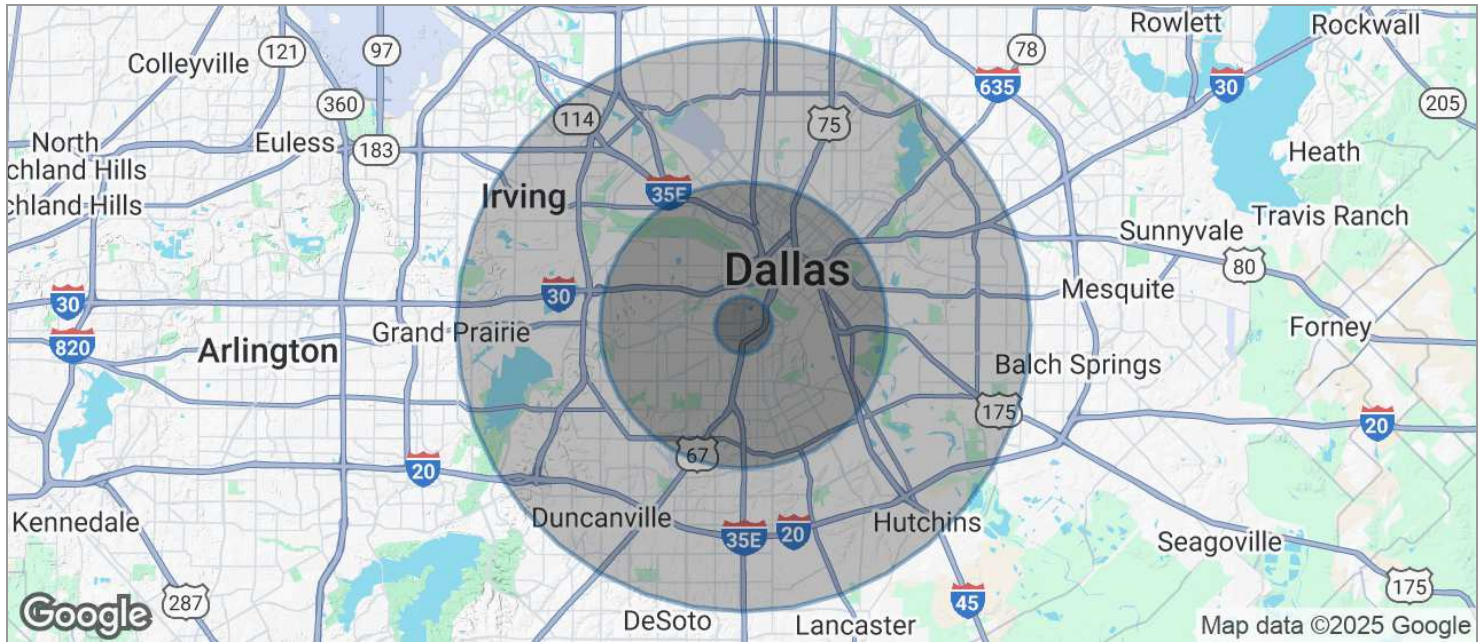 Rowlett
Rockwall
121
97
78
Colleyville
635
30
360
205
114
75
North
chland Hills
Euless
183
Heath
Irving
35E
chland Hills
Travis Ranch
Sunnyvale
Dallas
80
30
30
Mesquite
Forney
Grand Prairie
820
Arlington
Balch Springs
175
20
67
20
Kennedale
Duncanville
Hutchins
35E
20
Seagoville
175
287
45
Google
DeSoto
Lancaster
Map data ©2025 Google